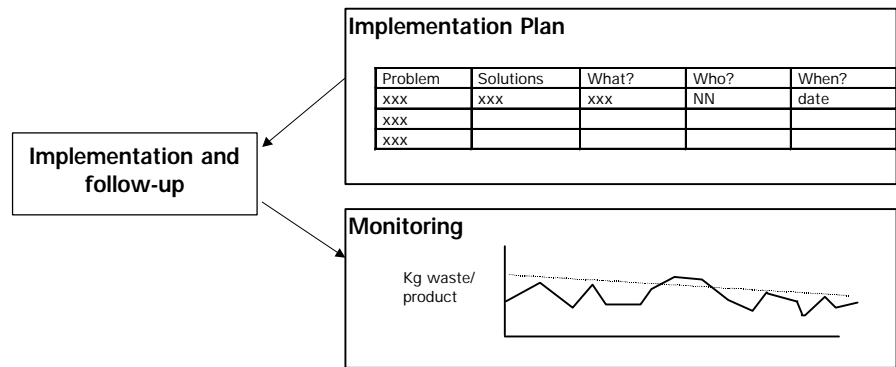 Implementation Plan
Problem Solutions What? Who? When?
xxx xxx xxx NN date
xxx
xxx
Implementation and
follow-up
Monitoring
Kg waste/
product